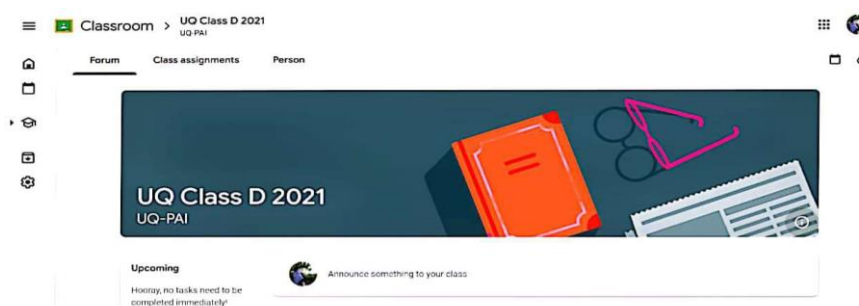 Classroom > UQ Class D 2021
UQ-PAI
Forum Class assignments Person
UQ Class D 2021
UQ-PAI
Upcoming
Hooray, no tasks need to be
completed immediately!
Announce something to your class